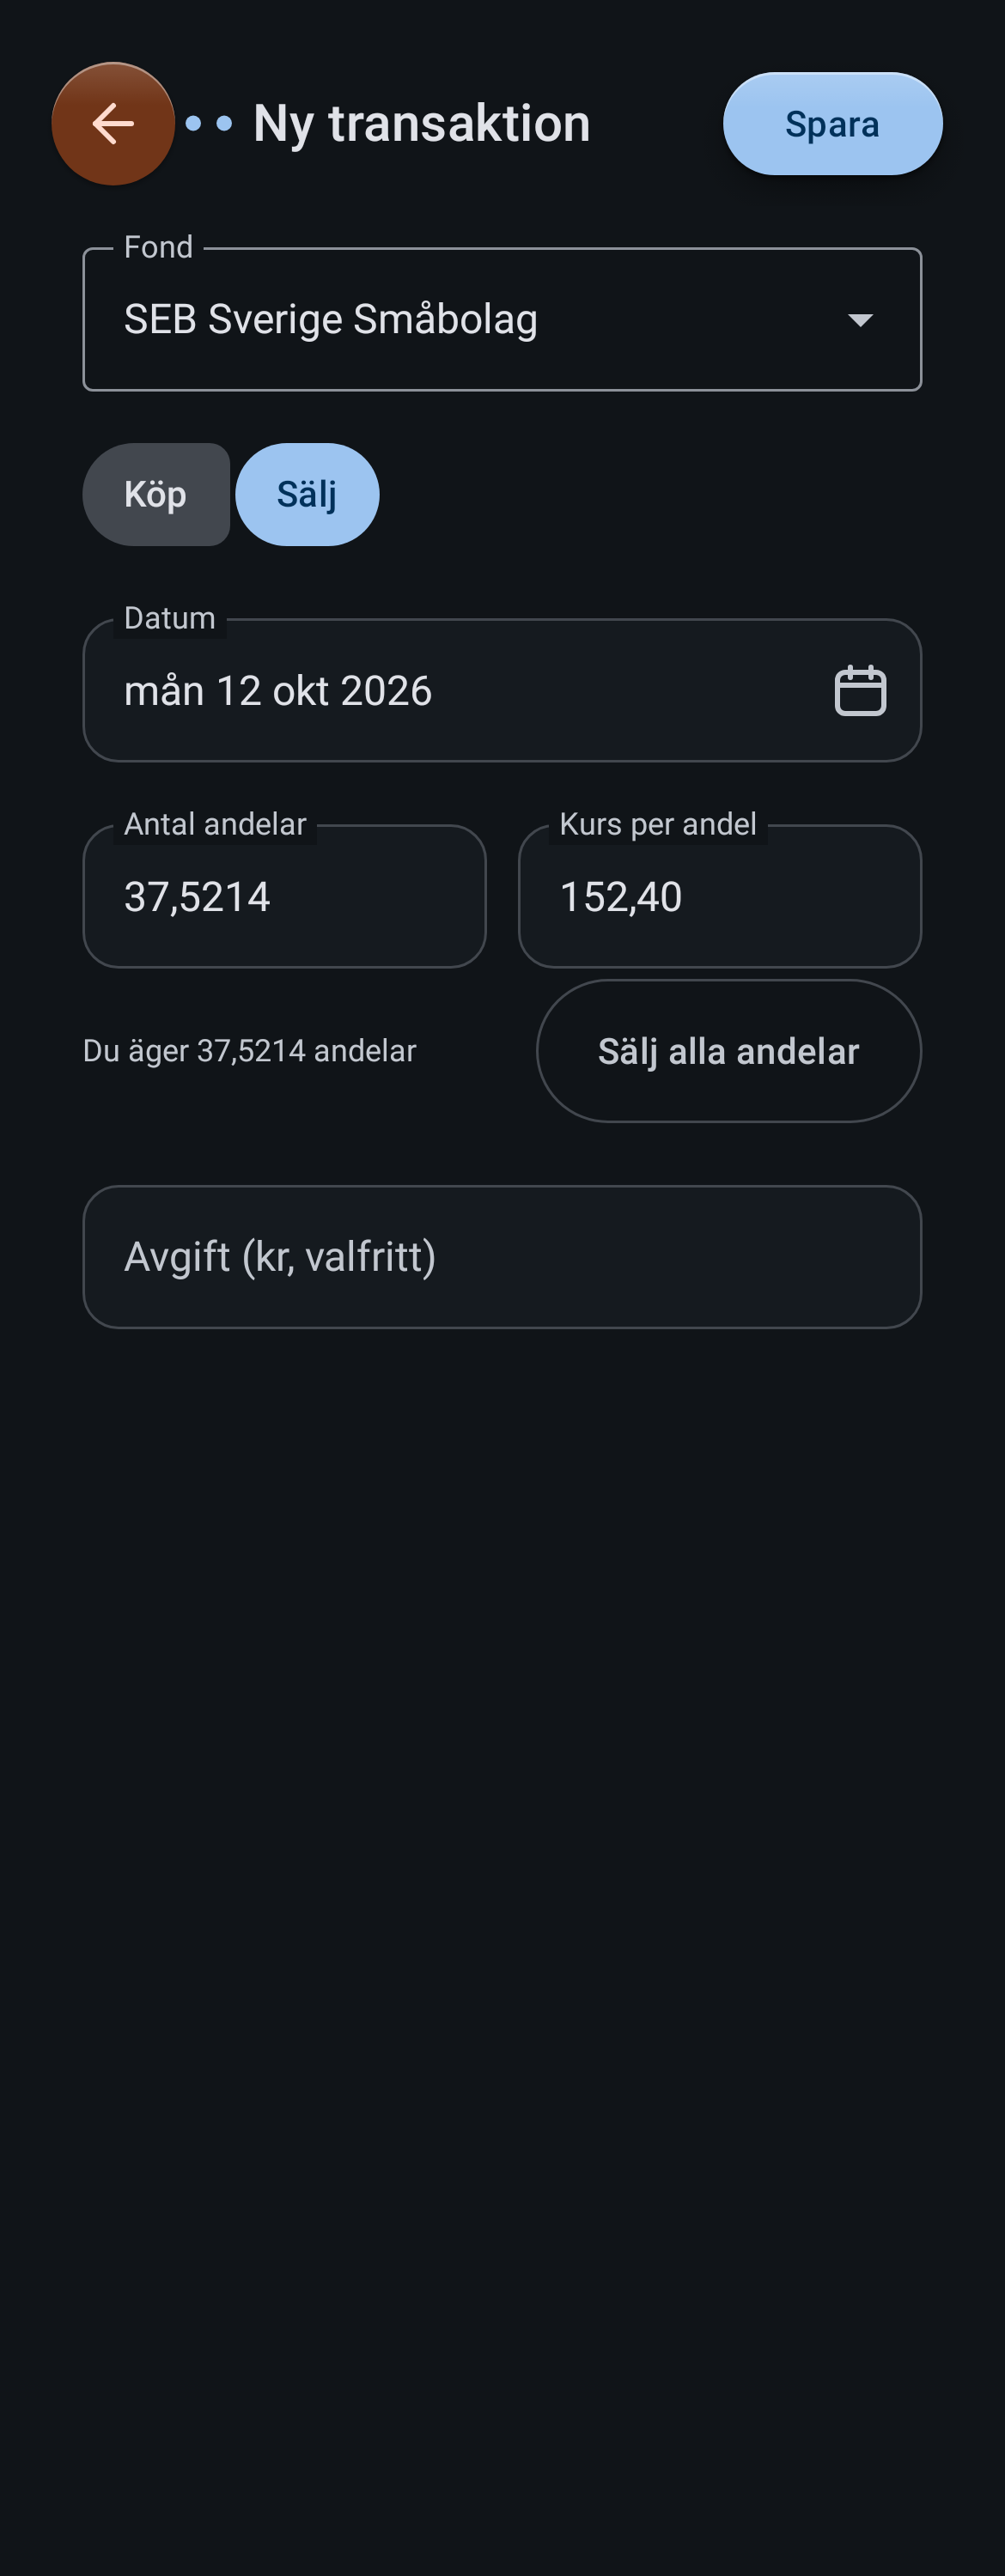 Ny transaktion
Spara
Fond
SEB Sverige Småbolag
Köp
Sälj
Datum
mån 12 okt 2026
Antal andelar
37,5214
Kurs per andel
152,40
Du äger 37,5214 andelar
Sälj alla andelar
Avgift (kr, valfritt)